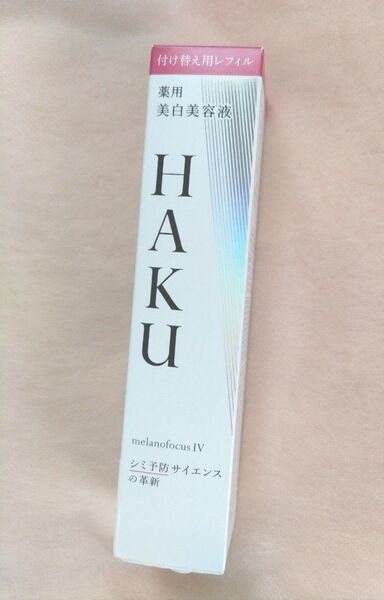 付け替え用レフィル
薬用
美白美容液
HAKU
melanofocus IV
シミ予防サイエンス
の革新